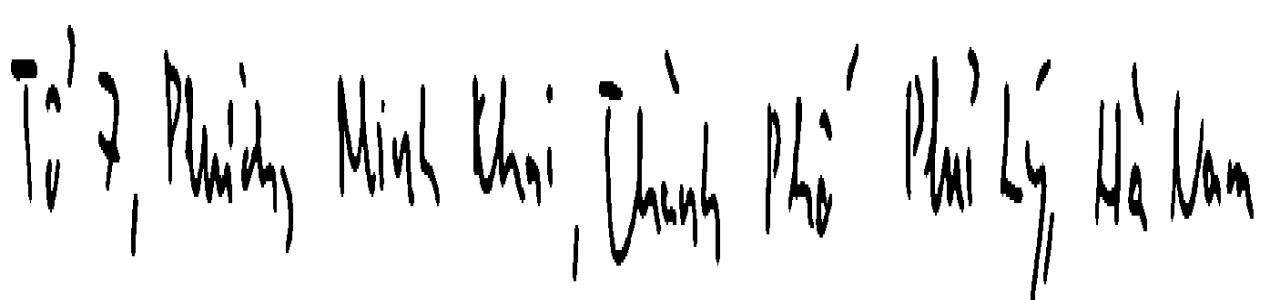 Tổ 7, Phường Minh Khai, Thành Phố Phủ Lý, Hà Nam